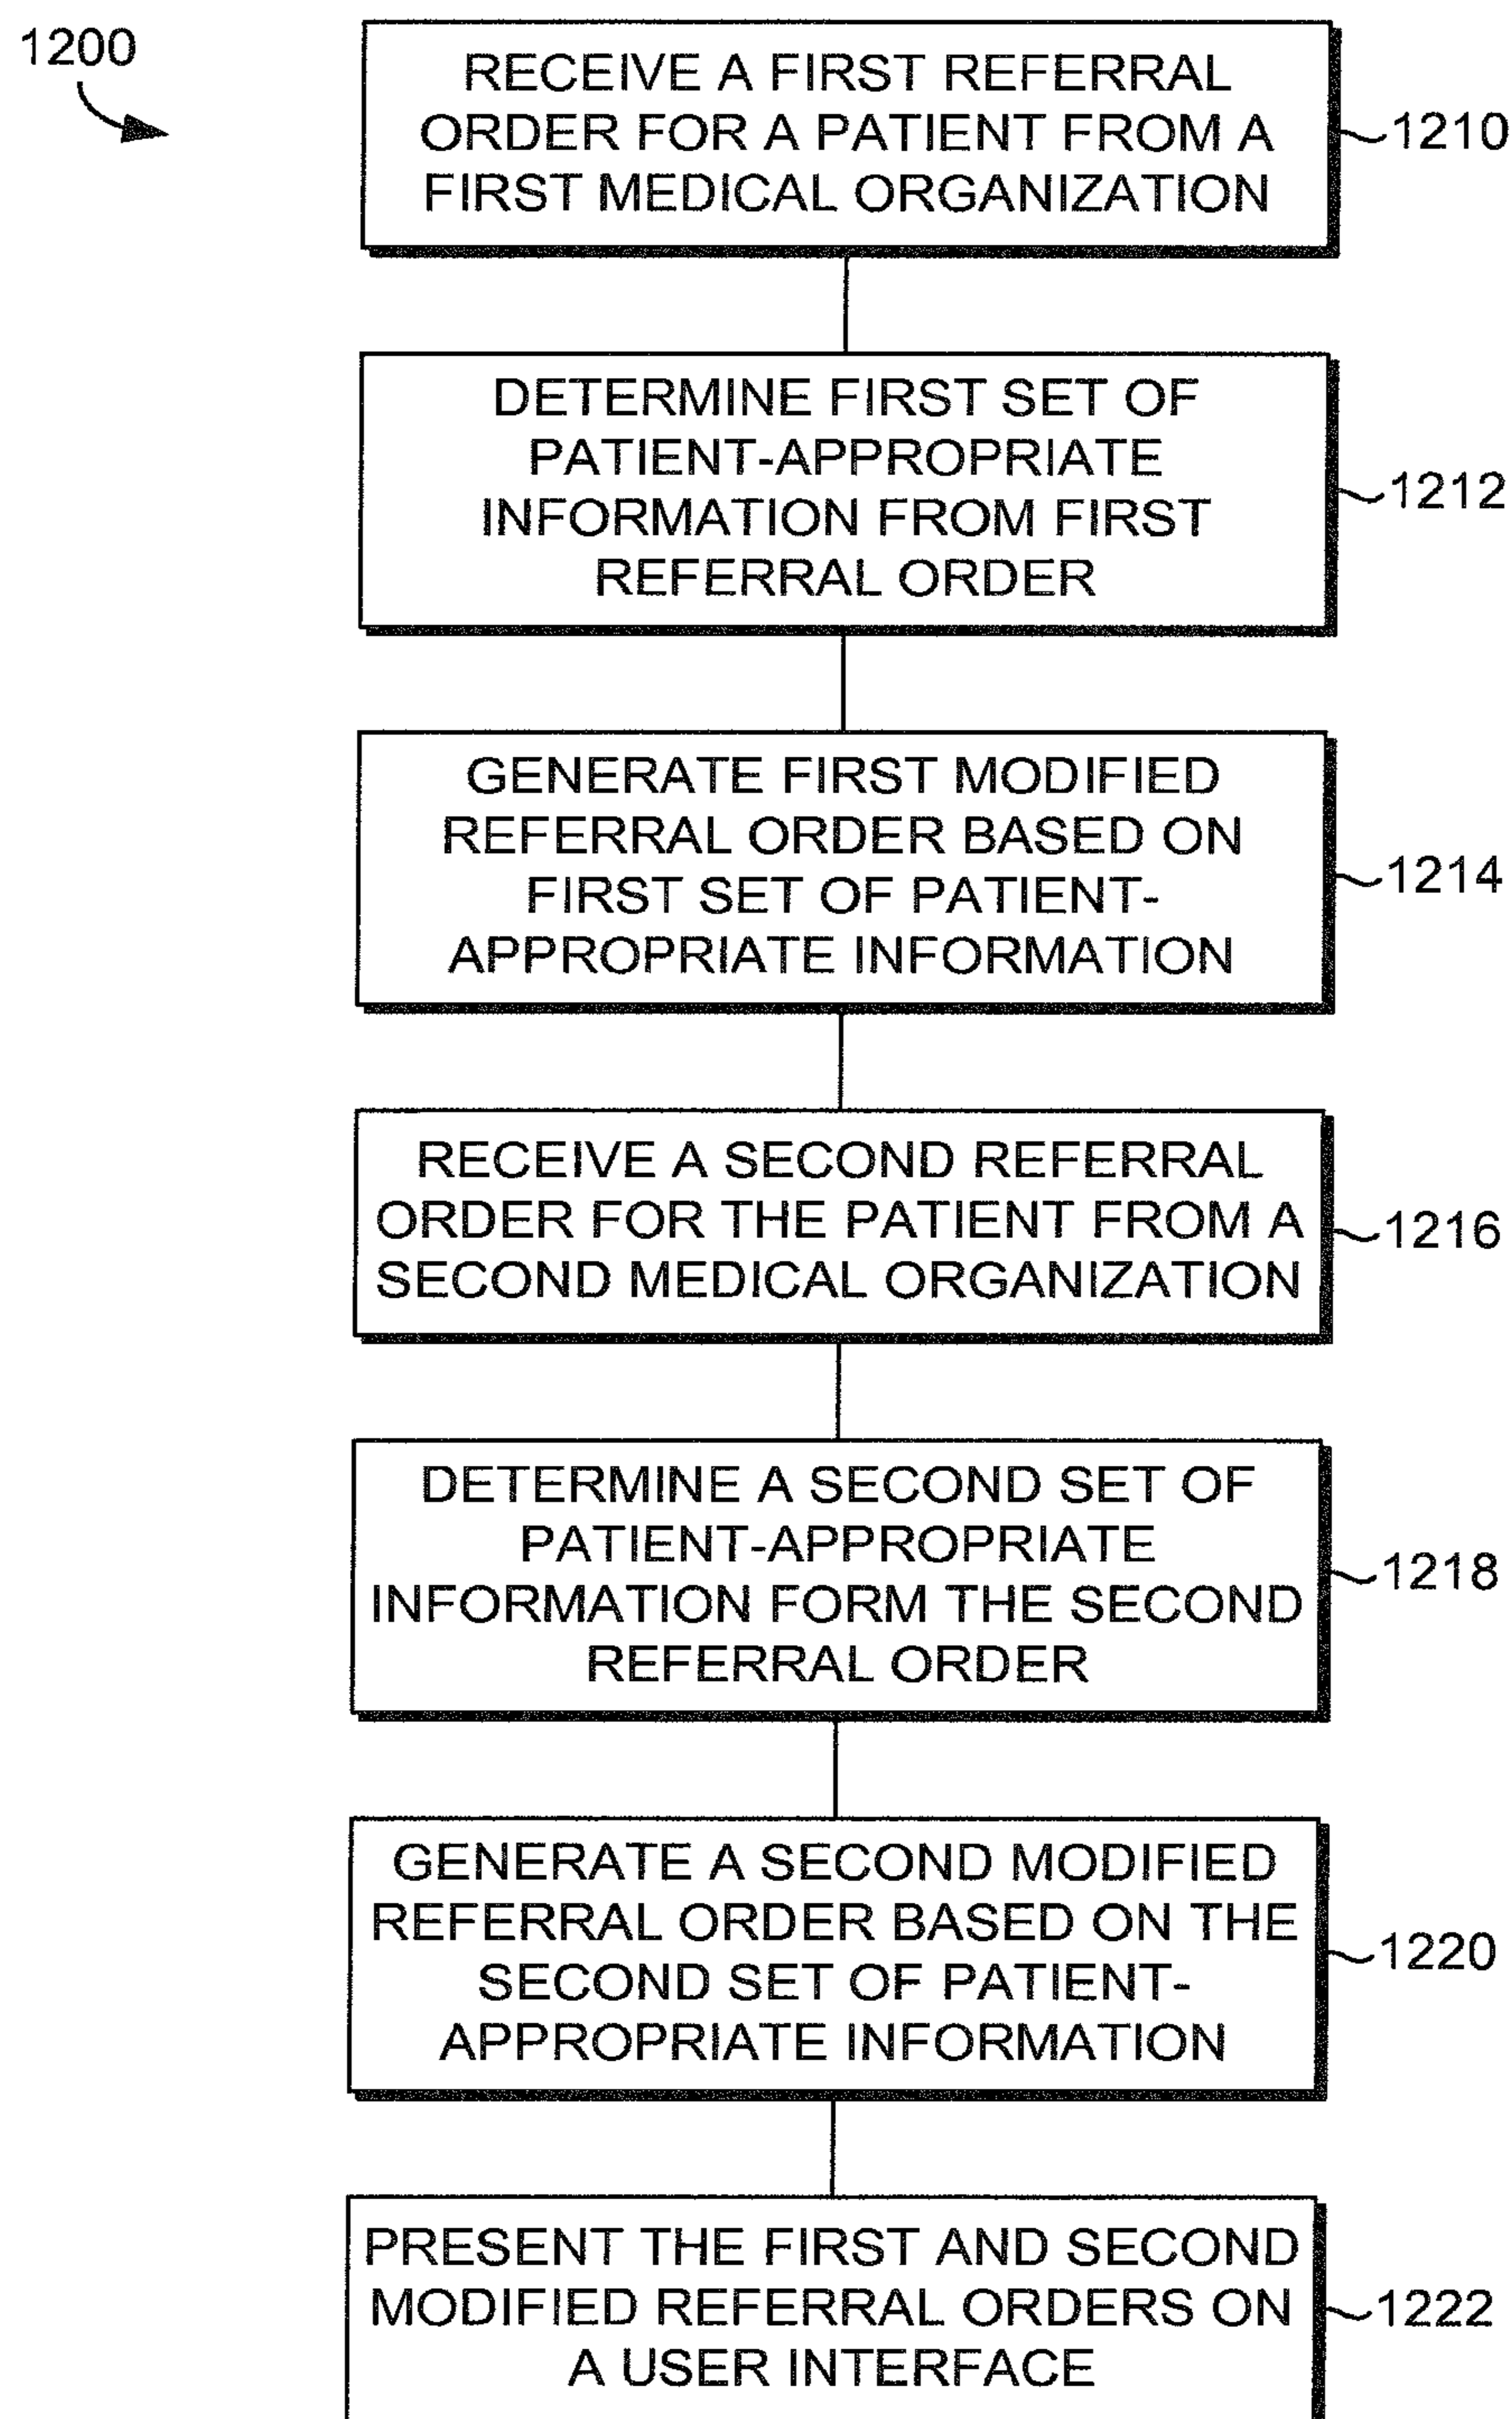 1200
RECEIVE A FIRST REFERRAL
ORDER FOR A PATIENT FROM A
FIRST MEDICAL ORGANIZATION
1210
DETERMINE FIRST SET OF
PATIENT-APPROPRIATE
INFORMATION FROM FIRST
REFERRAL ORDER
1212
GENERATE FIRST MODIFIED
REFERRAL ORDER BASED ON
FIRST SET OF PATIENT-
APPROPRIATE INFORMATION
1214
RECEIVE A SECOND REFERRAL
ORDER FOR THE PATIENT FROM A
SECOND MEDICAL ORGANIZATION
1216
DETERMINE A SECOND SET OF
PATIENT-APPROPRIATE
INFORMATION FORM THE SECOND
REFERRAL ORDER
1218
GENERATE A SECOND MODIFIED
REFERRAL ORDER BASED ON THE
SECOND SET OF PATIENT-
APPROPRIATE INFORMATION
1220
PRESENT THE FIRST AND SECOND
MODIFIED REFERRAL ORDERS ON
A USER INTERFACE
1222